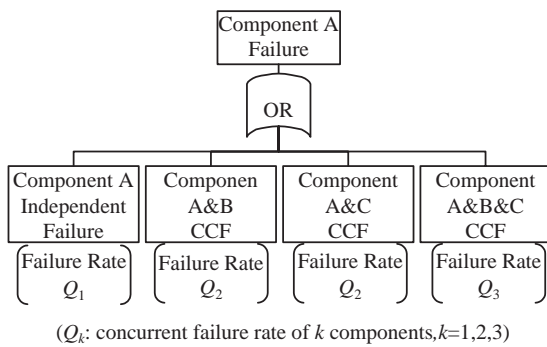 Component A
Failure
OR
Component A
Independent
Failure
Componen
A&B
CCF
Component
A&C
CCF
Component
A&B&C
CCF
Failure Rate
Q₁
Failure Rate
Q₂
Failure Rate
Q₂
Failure Rate
Q₃
(Qₖ: concurrent failure rate of k components,k=1,2,3)